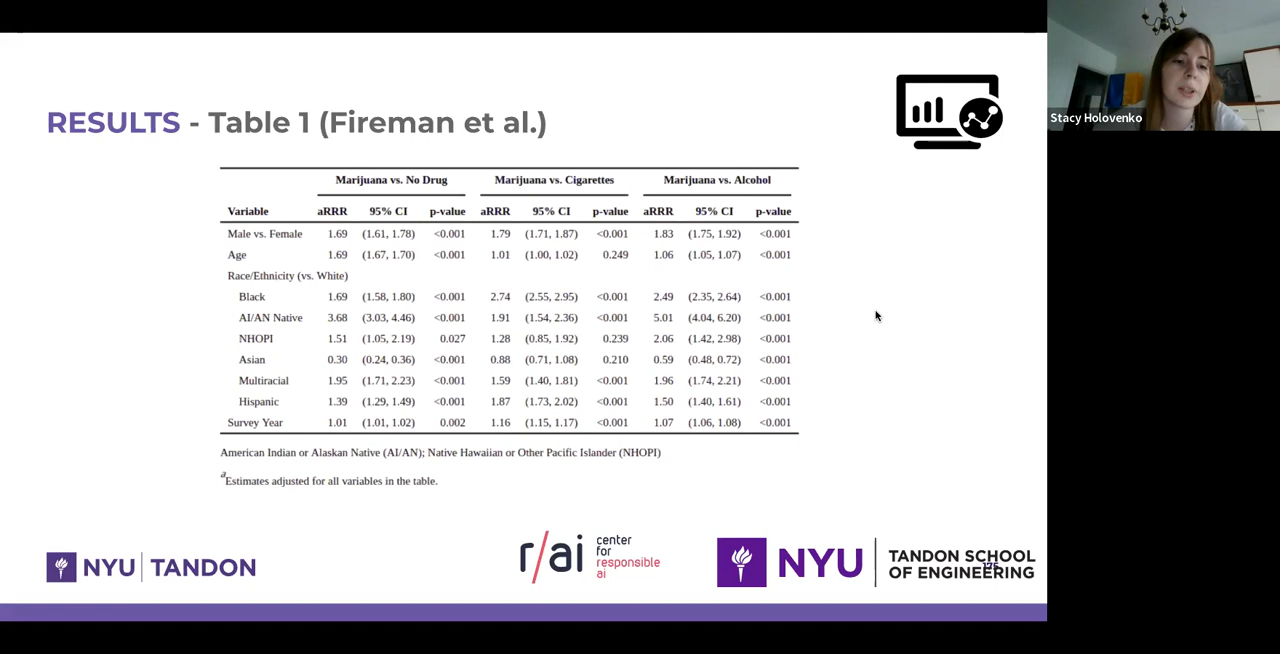 Stacy Holovenko
RESULTS - Table 1 (Fireman et al.)
Marijuana vs. No Drug Marijuana vs. Cigarettes Marijuana vs. Alcohol
Variable aRRR 95% CI p-value aRRR 95% CI p-value aRRR 95% CI p-value
Male vs. Female 1.69 (1.61, 1.78) <0.001 1.79 (1.71, 1.87) <0.001 1.83 (1.75, 1.92) <0.001
Age 1.69 (1.67, 1.70) <0.001 1.01 (1.00, 1.02) 0.249 1.06 (1.05, 1.07) <0.001
Race/Ethnicity (vs. White)
Black 1.69 (1.58, 1.80) <0.001 2.74 (2.55, 2.95) <0.001 2.49 (2.35, 2.64) <0.001
AI/AN Native 3.68 (3.03, 4.46) <0.001 1.91 (1.54, 2.36) <0.001 5.01 (4.04, 6.20) <0.001
NHOPI 1.51 (1.05, 2.19) 0.027 1.28 (0.85, 1.92) 0.239 2.06 (1.42, 2.98) <0.001
Asian 0.30 (0.24, 0.36) <0.001 0.88 (0.71, 1.08) 0.210 0.59 (0.48, 0.72) <0.001
Multiracial 1.95 (1.71, 2.23) <0.001 1.59 (1.40, 1.81) <0.001 1.96 (1.74, 2.21) <0.001
Hispanic 1.39 (1.29, 1.49) <0.001 1.87 (1.73, 2.02) <0.001 1.50 (1.40, 1.61) <0.001
Survey Year 1.01 (1.01, 1.02) 0.002 1.16 (1.15, 1.17) <0.001 1.07 (1.06, 1.08) <0.001
American Indian or Alaskan Native (AI/AN); Native Hawaiian or Other Pacific Islander (NHOPI)
a Estimates adjusted for all variables in the table.
NYU TANDON
r/ai
center
for
responsible
ai
NYU
TANDON SCHOOL
OF ENGINEERING